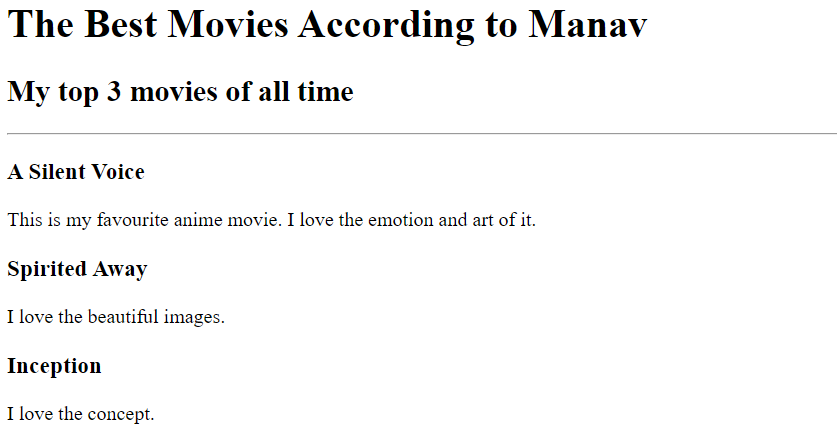 The Best Movies According to Manav
My top 3 movies of all time
A Silent Voice
This is my favourite anime movie. I love the emotion and art of it.
Spirited Away
I love the beautiful images.
Inception
I love the concept.